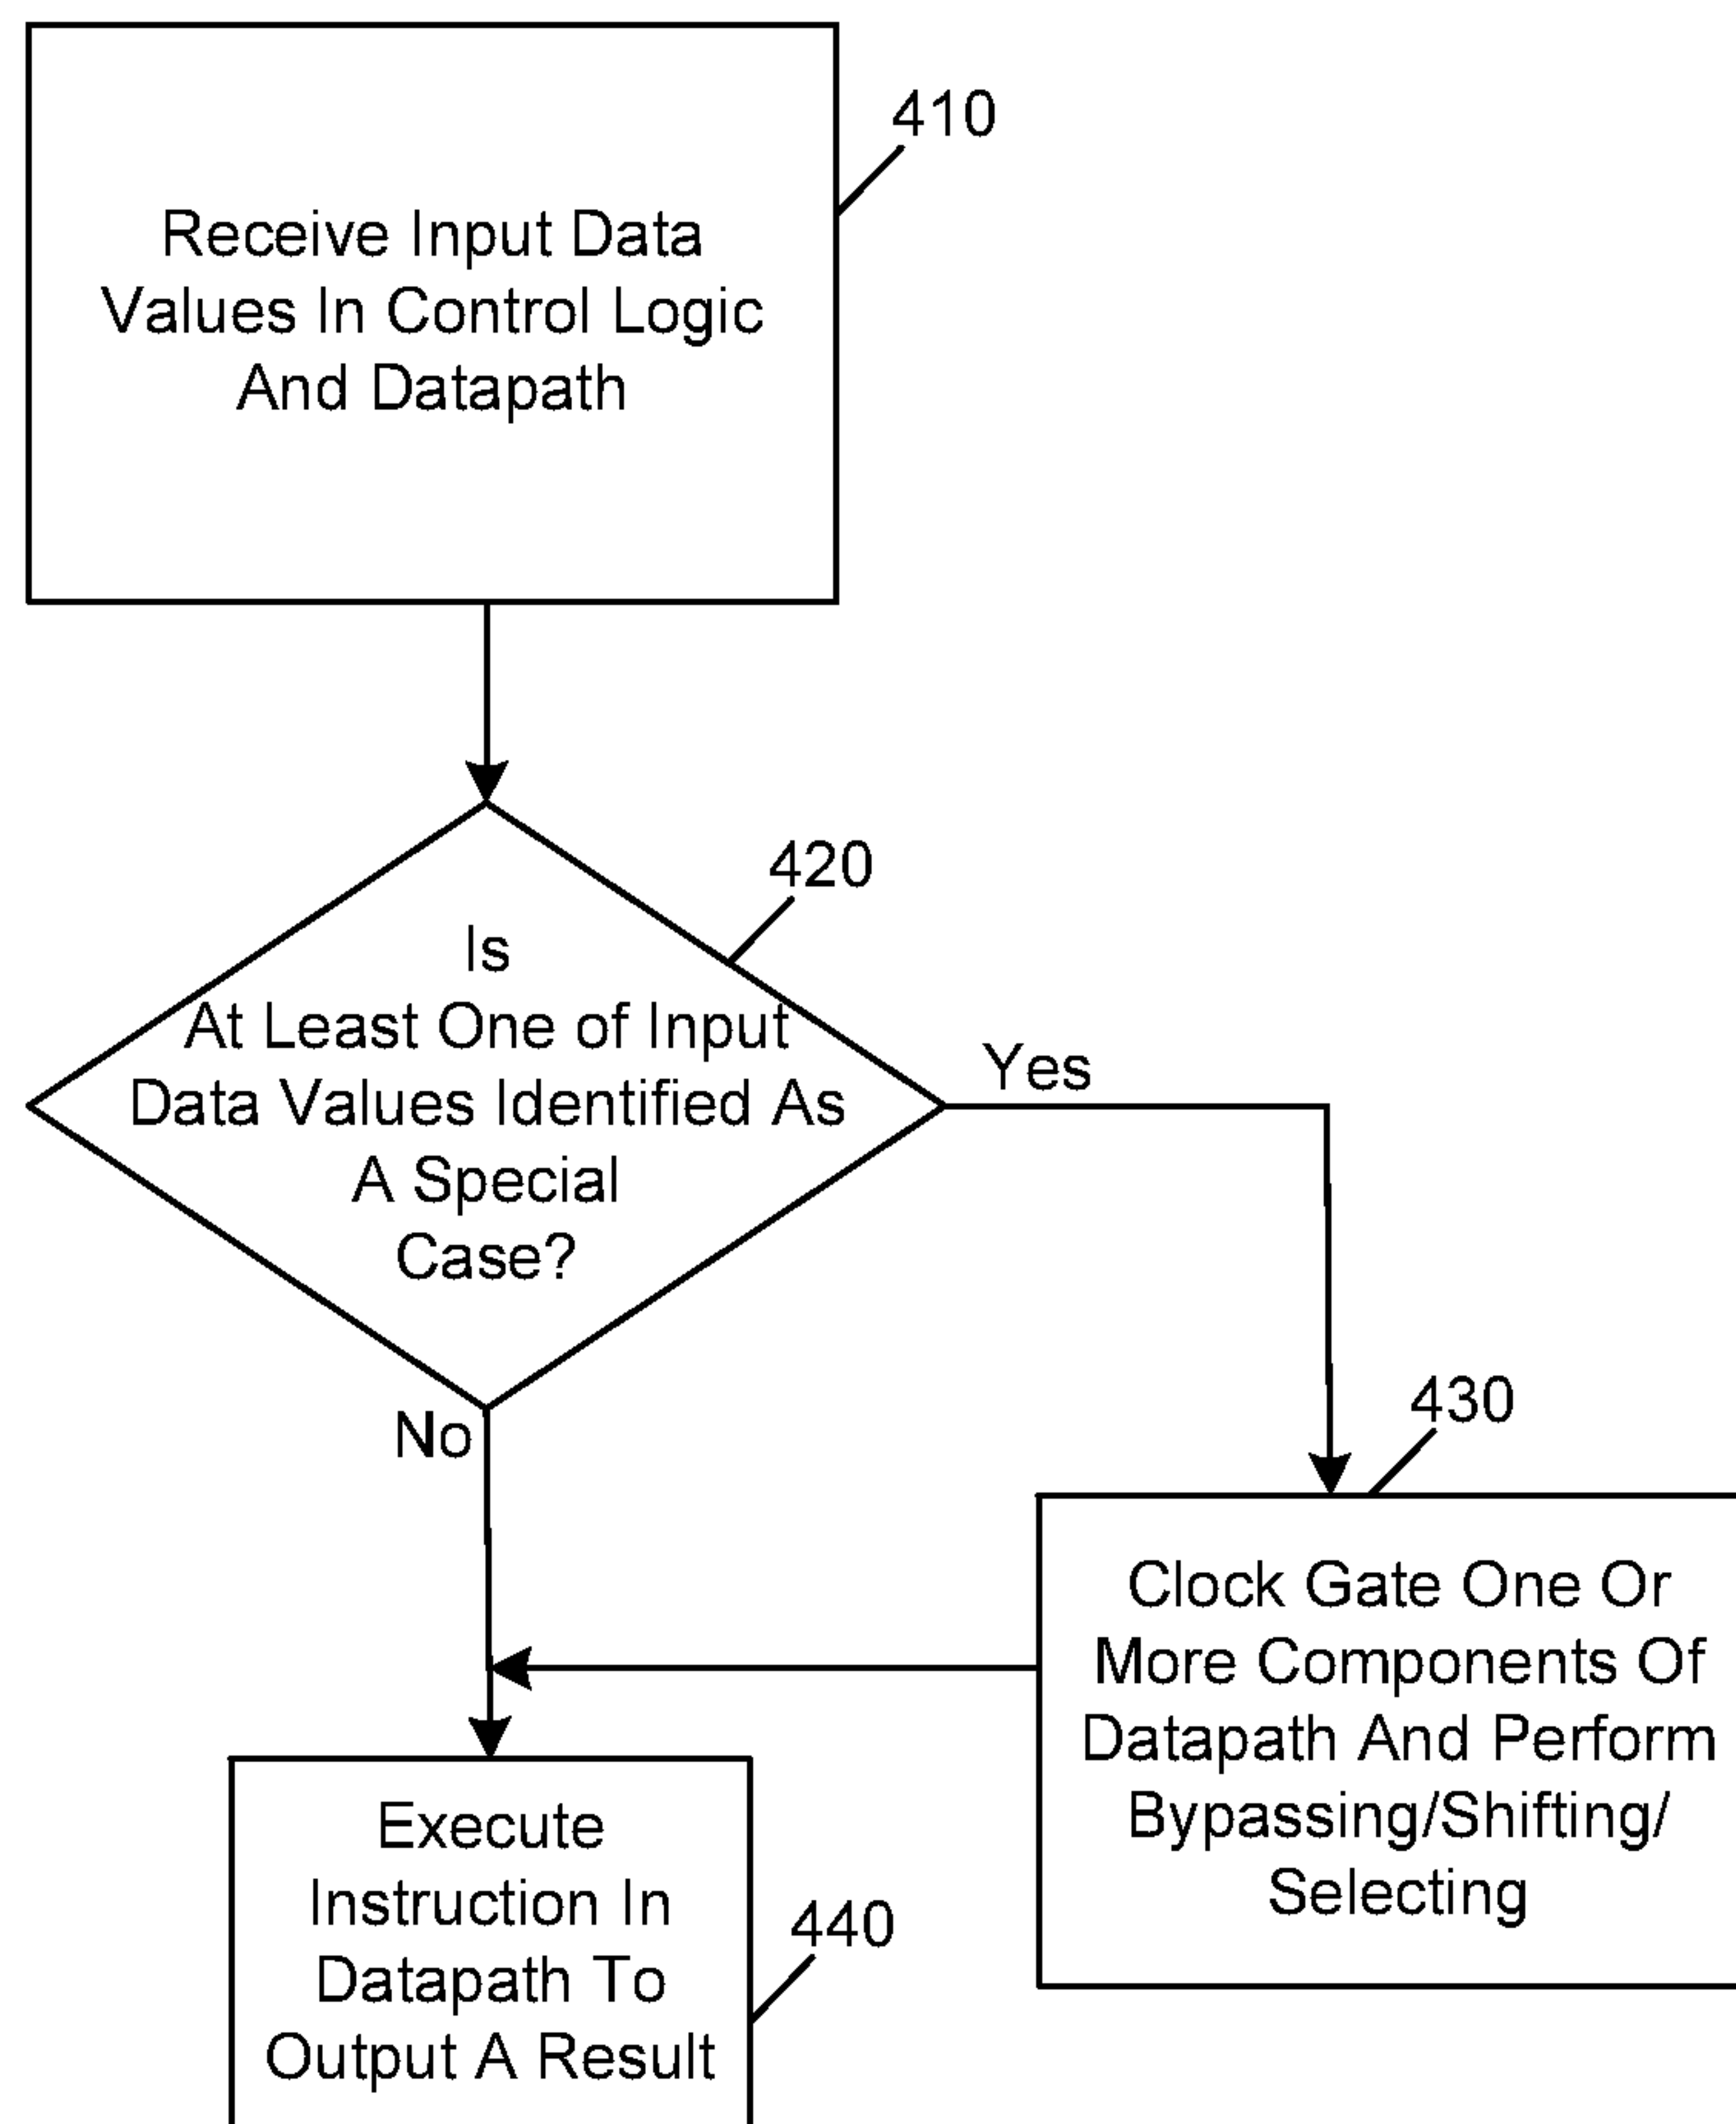 410
Receive Input Data
Values In Control Logic
And Datapath
420
Is
At Least One of Input
Data Values Identified As
A Special
Case?
Yes
No
430
Clock Gate One Or
More Components Of
Datapath And Perform
Bypassing/Shifting/
Selecting
Execute
Instruction In
Datapath To
Output A Result
440